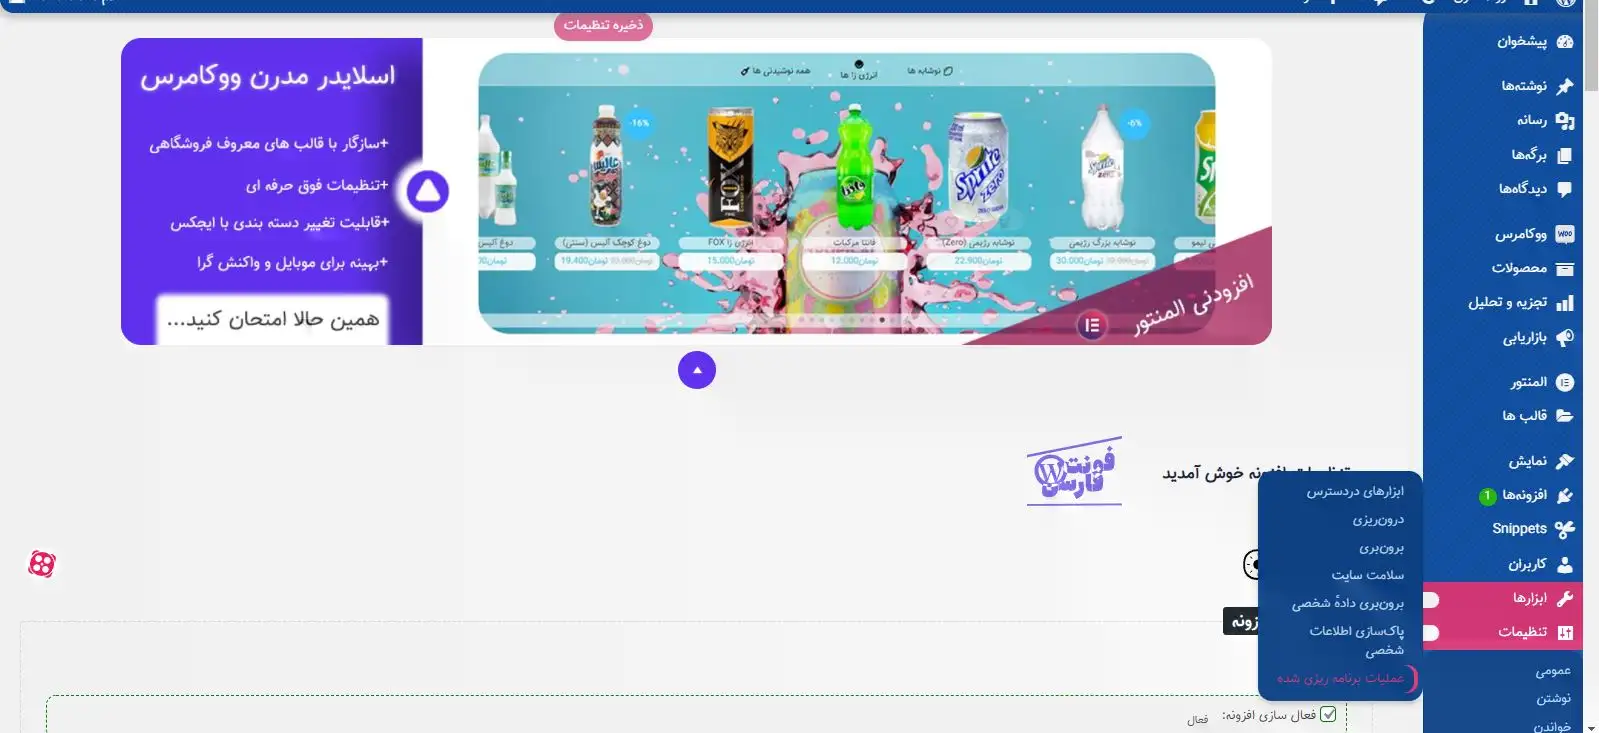 ذخیره تنظیمات
پیشخوان
نوشته‌ها
رسانه
برگه‌ها
دیدگاه‌ها
ووکامرس
محصولات
تجزیه و تحلیل
بازاریابی
المنتور
قالب ها
نمایش
افزونه‌ها 1
Snippets
کاربران
ابزارها
تنظیمات
عمومی
نوشتن
خواندن
ابزارهای دردسترس
درون‌ریزی
برون‌بری
سلامت سایت
برون‌بری دادهٔ شخصی
پاک‌سازی اطلاعات
شخصی
عملیات برنامه ریزی شده
نوشابه ها
انرژی زا ها
همه نوشیدنی ها
-6%
-16%
نوشابه بزرگ رژیمی
نوشابه رژیمی (Zero)
فانتا مرکبات
انرژی زا FOX
دوغ کوچک آلیس (سنتی)
30.000تومان
22.900تومان
12.000تومان
15.000تومان
19.400تومان
افزودنی المنتور
اسلایدر مدرن ووکامرس
+سازگار با قالب های معروف فروشگاهی
+تنظیمات فوق حرفه ای
+قابلیت تغییر دسته بندی با ایجکس
+بهینه برای موبایل و واکنش گرا
همین حالا امتحان کنید...
خوش آمدید
فونت
فارسی
فعال سازی افزونه:
فعال